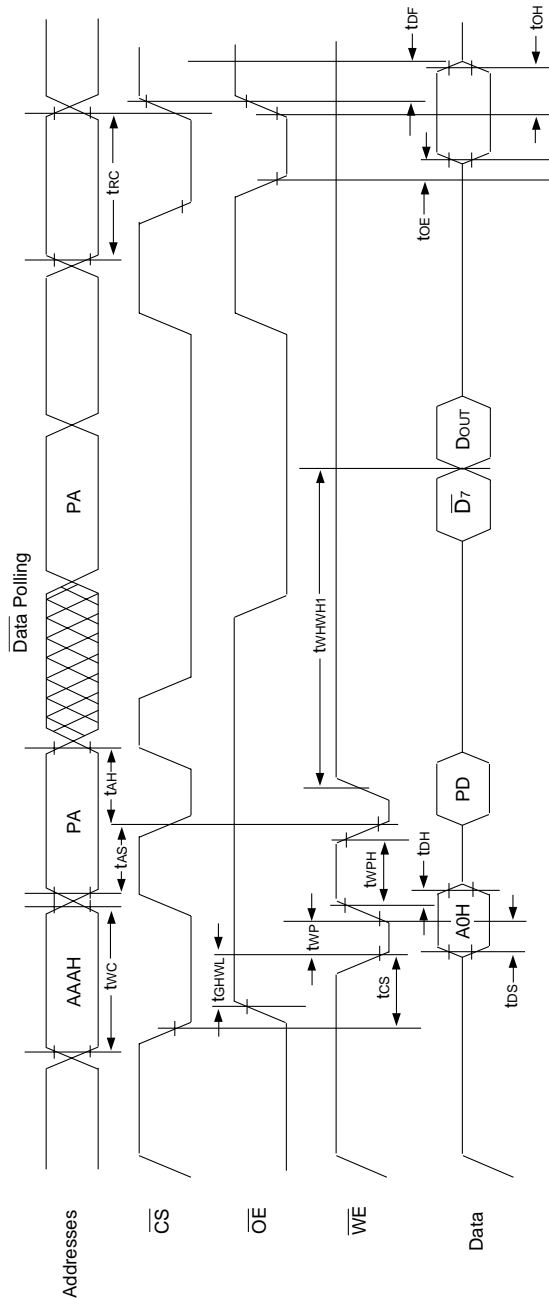 Data Polling
Addresses
AAAH
PA
PA
tWC
tAS
tAH
tRC
CS
OE
tGHWL
WE
tCS
tWP
tWPH
tWHWH1
Data
A0H
PD
D7
DOUT
tDS
tDH
tOE
tDF
tOH